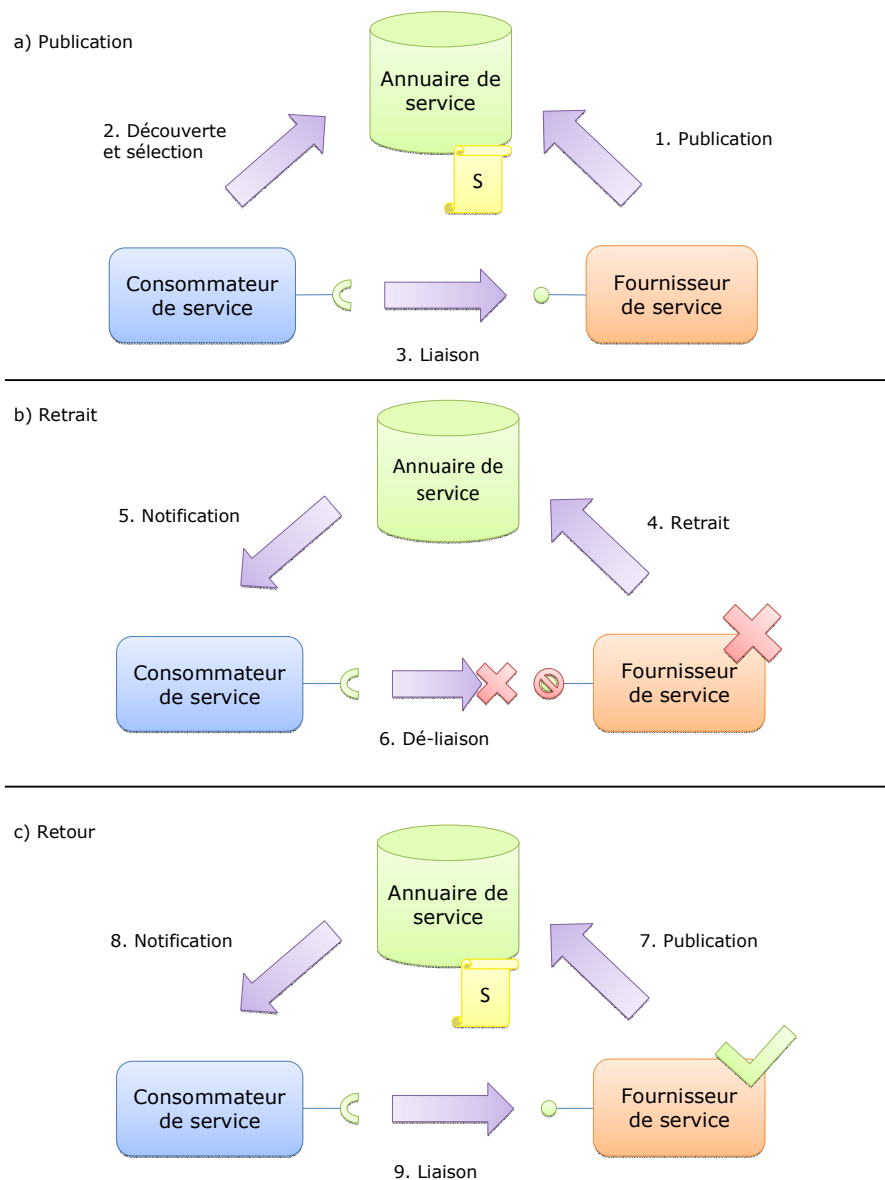 a) Publication
Annuaire de
service
2. Découverte
et sélection
1. Publication
S
Consommateur
de service
Fournisseur
de service
3. Liaison
b) Retrait
Annuaire de
service
5. Notification
4. Retrait
Consommateur
de service
Fournisseur
de service
6. Dé-liaison
c) Retour
Annuaire de
service
8. Notification
7. Publication
S
Consommateur
de service
Fournisseur
de service
9. Liaison